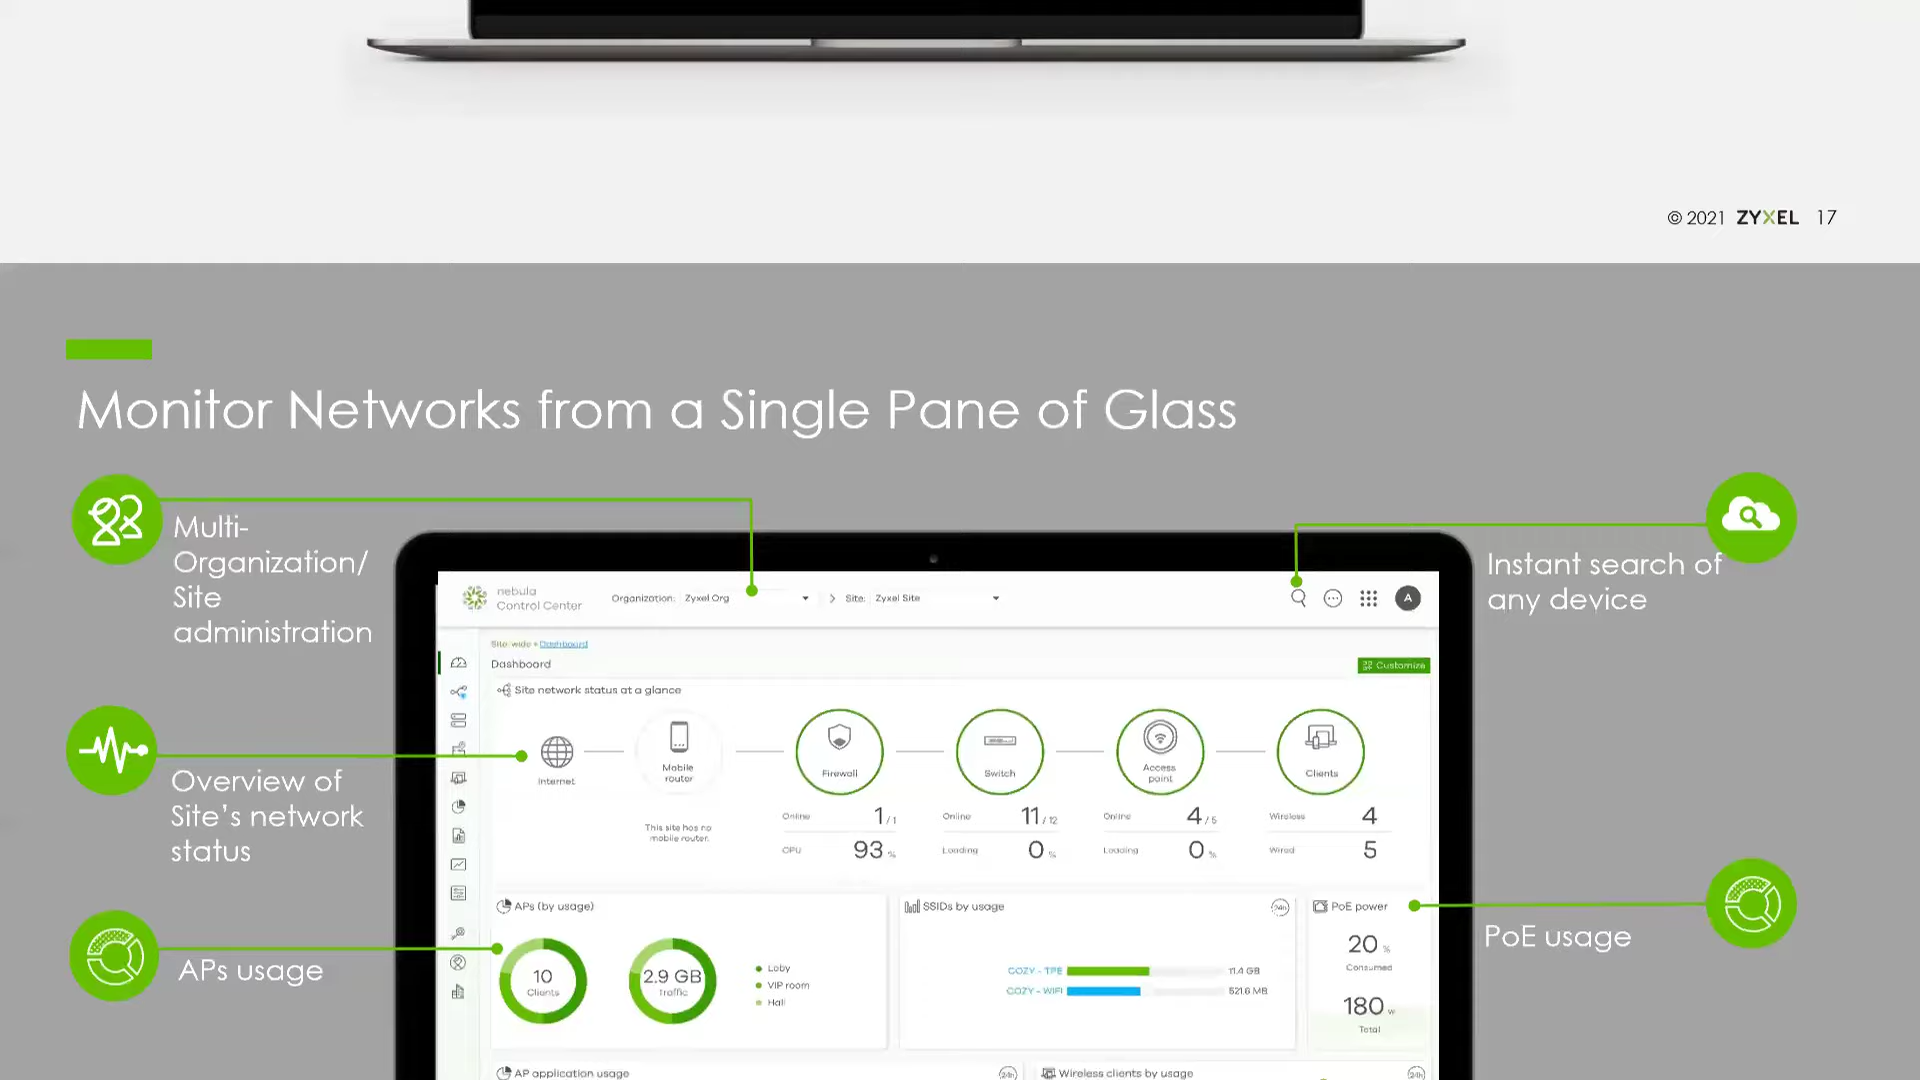 © 2021 ZYXEL 17
Monitor Networks from a Single Pane of Glass
Multi-
Organization/
Site
administration
Instant search of
any device
Overview of
Site's network
status
APs usage
PoE usage
nebula
Control Center
Organization: Zyxel Org
Site: Zyxel Site
A
Site-wide • Dashboard
Dashboard
Customize
Site network status at a glance
Internet
Mobile
router
Firewall
Switch
Access
point
Clients
This site has no
mobile router.
Online 1 / 1
CPU 93 %
Online 11 / 12
Loading 0 %
Online 4 / 5
Loading 0 %
Wireless 4
Wired 5
APs (by usage)
10
Clients
2.9 GB
Traffic
Loby
VIP room
Hall
SSIDs by usage
24h
COZY - TPE 11.4 GB
COZY - WIFI 521.6 MB
PoE power
20 %
Consumed
180 w
Total
AP application usage
24h
Wireless clients by usage
24h